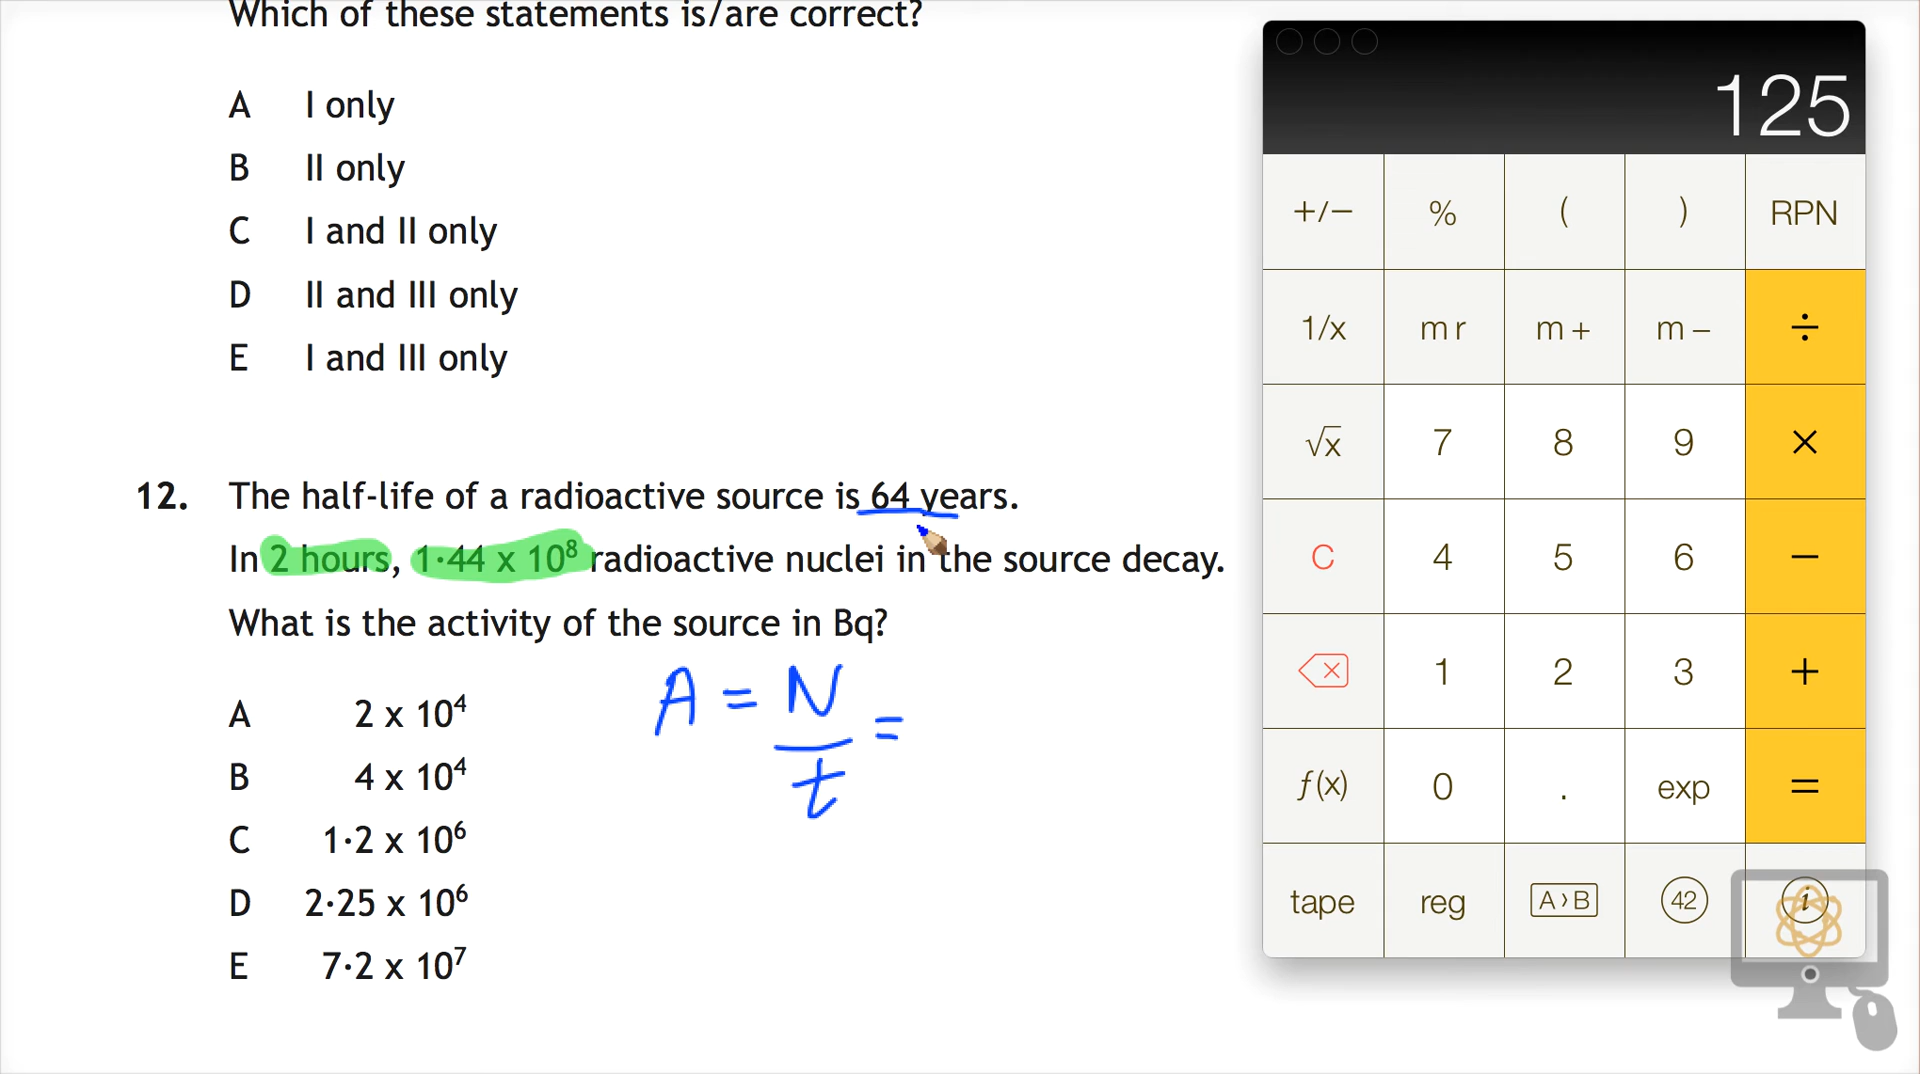 Which of these statements is/are correct?
A I only
B II only
C I and II only
D II and III only
E I and III only
12. The half-life of a radioactive source is 64 years.
In 2 hours, 1·44 x 10⁸ radioactive nuclei in the source decay.
What is the activity of the source in Bq?
A 2 x 10⁴
B 4 x 10⁴
C 1·2 x 10⁶
D 2·25 x 10⁶
E 7·2 x 10⁷
A = N
t
=
125
+/− % ( ) RPN
1/x m r m + m − ÷
√x 7 8 9 ×
C 4 5 6 −
× 1 2 3 +
f(x) 0 . exp =
tape reg A›B 42 i